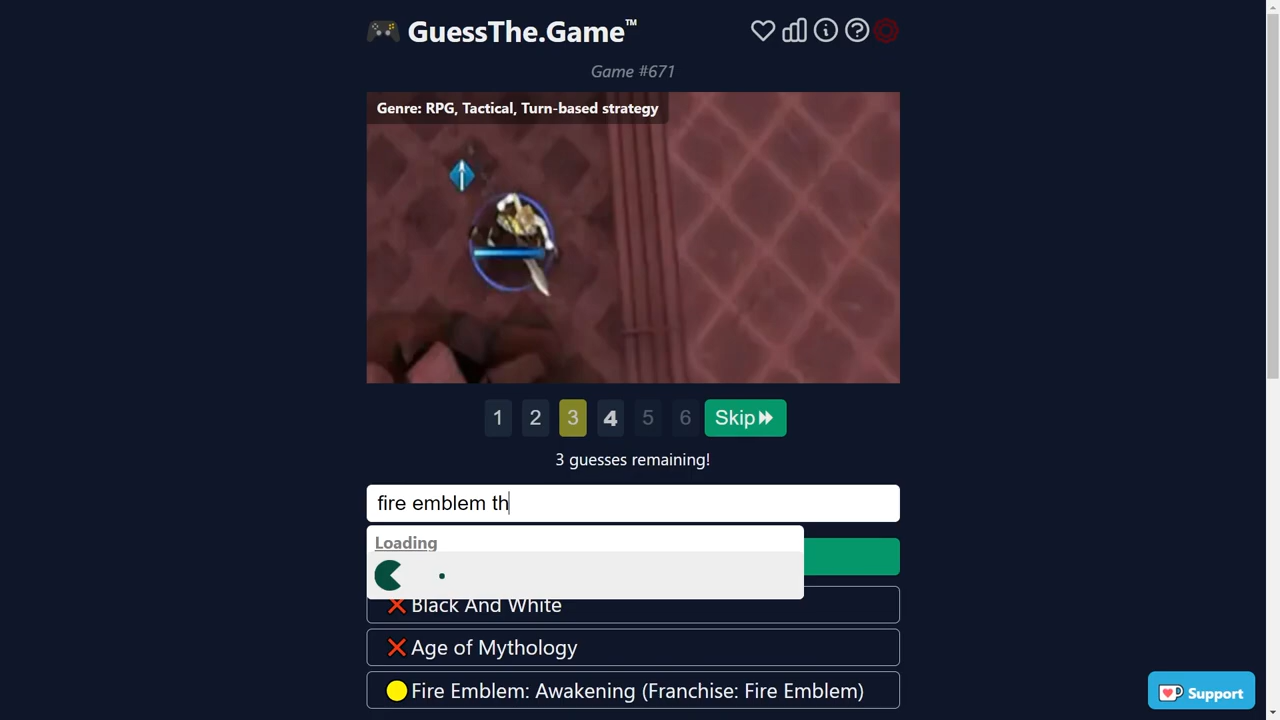 GuessThe.Game™
Game #671
Genre: RPG, Tactical, Turn-based strategy
1 2 3 4 5 6 Skip
3 guesses remaining!
fire emblem th
Loading
Black And White
Age of Mythology
Fire Emblem: Awakening (Franchise: Fire Emblem)
Support